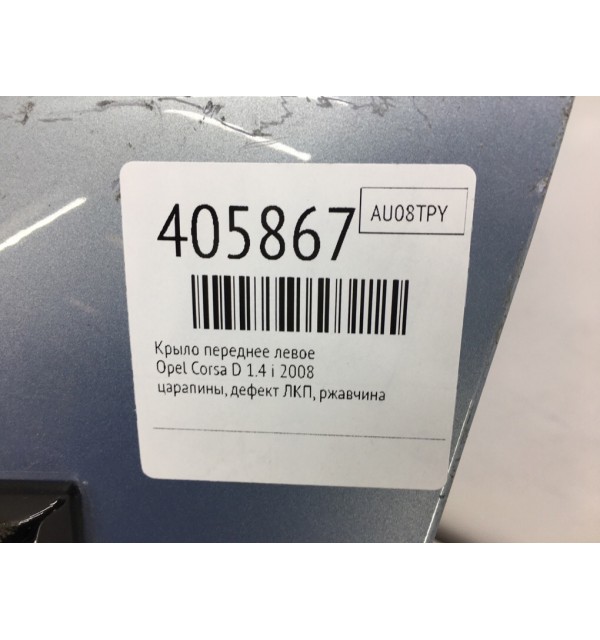 405867
AU08TPY
Крыло переднее левое
Opel Corsa D 1.4 i 2008
царапины, дефект ЛКП, ржавчина